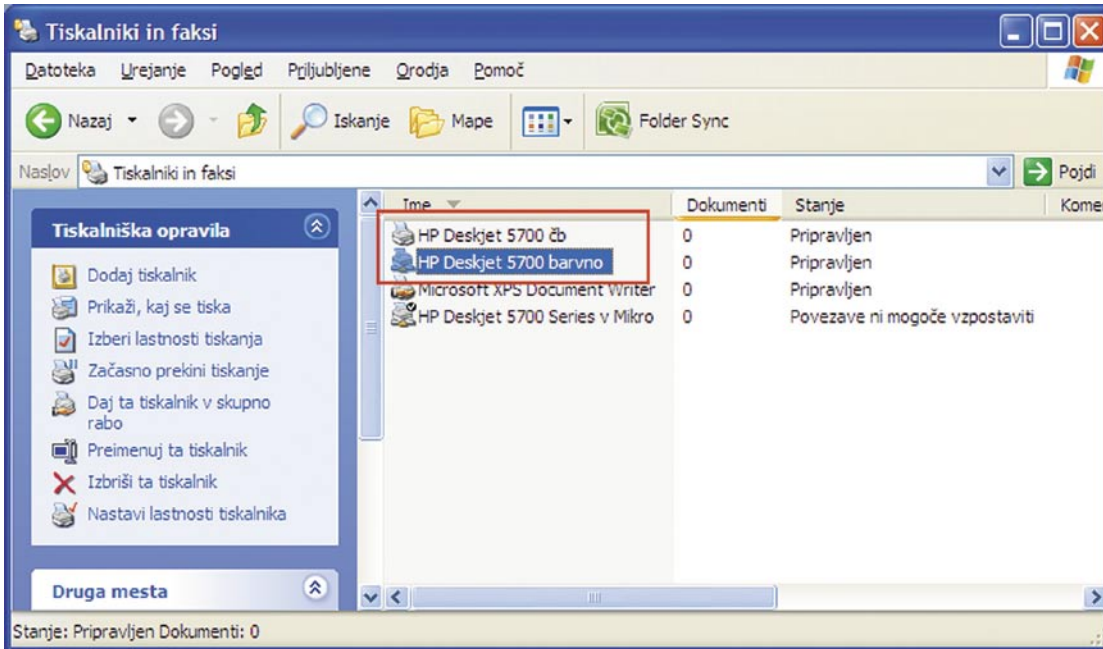 Tiskalniki in faksi
Datoteka Urejanje Pogled Priljubljene Orodja Pomoč
Nazaj Iskanje Mape Folder Sync
Naslov Tiskalniki in faksi Pojdi
Tiskalniška opravila
Dodaj tiskalnik
Prikaži, kaj se tiska
Izberi lastnosti tiskanja
Začasno prekini tiskanje
Daj ta tiskalnik v skupno
rabo
Preimenuj ta tiskalnik
Izbriši ta tiskalnik
Nastavi lastnosti tiskalnika
Druga mesta
Ime Dokumenti Stanje Kome
HP Deskjet 5700 čb 0 Pripravljen
HP Deskjet 5700 barvno 0 Pripravljen
Microsoft XPS Document Writer 0 Pripravljen
HP Deskjet 5700 Series v Mikro 0 Povezave ni mogoče vzpostaviti
Stanje: Pripravljen Dokumenti: 0